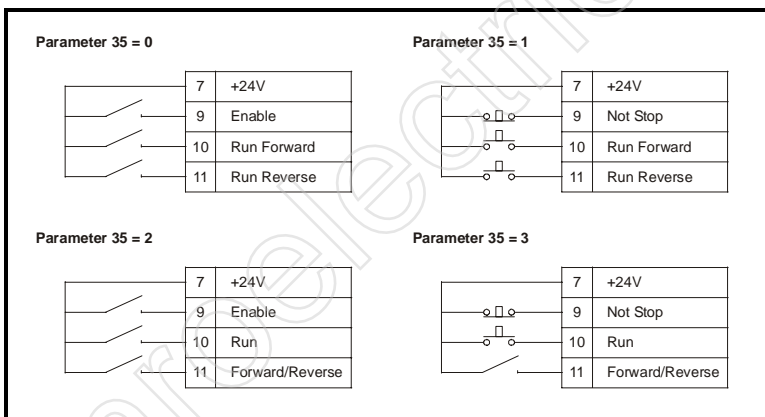 Parameter 35 = 0
7 +24V
9 Enable
10 Run Forward
11 Run Reverse
Parameter 35 = 1
7 +24V
9 Not Stop
10 Run Forward
11 Run Reverse
Parameter 35 = 2
7 +24V
9 Enable
10 Run
11 Forward/Reverse
Parameter 35 = 3
7 +24V
9 Not Stop
10 Run
11 Forward/Reverse
roelectric